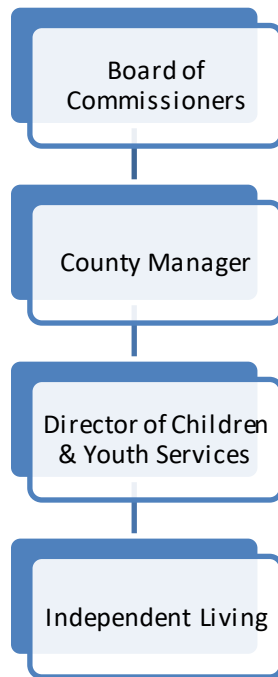 Board of
Commissioners
County Manager
Director of Children
& Youth Services
Independent Living